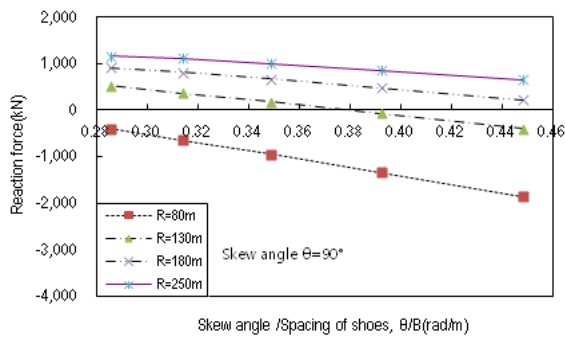 2,000
1,000
0
-1,000
-2,000
-3,000
-4,000
Reaction force(kN)
0.28 0.30 0.32 0.34 0.36 0.38 0.40 0.42 0.44 0.46
R=80m
R=130m
R=180m
R=250m
Skew angle θ=90°
Skew angle /Spacing of shoes, θ/B(rad/m)